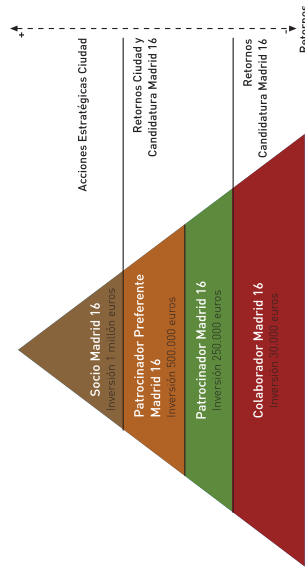 Socio Madrid 16
Inversión 1 millón euros
Patrocinador Preferente
Madrid 16
Inversión 500.000 euros
Patrocinador Madrid 16
Inversión 250.000 euros
Colaborador Madrid 16
Inversión 30.000 euros
Acciones Estratégicas Ciudad
Retornos Ciudad y
Candidatura Madrid 16
Retornos
Candidatura Madrid 16
+
-
Retornos